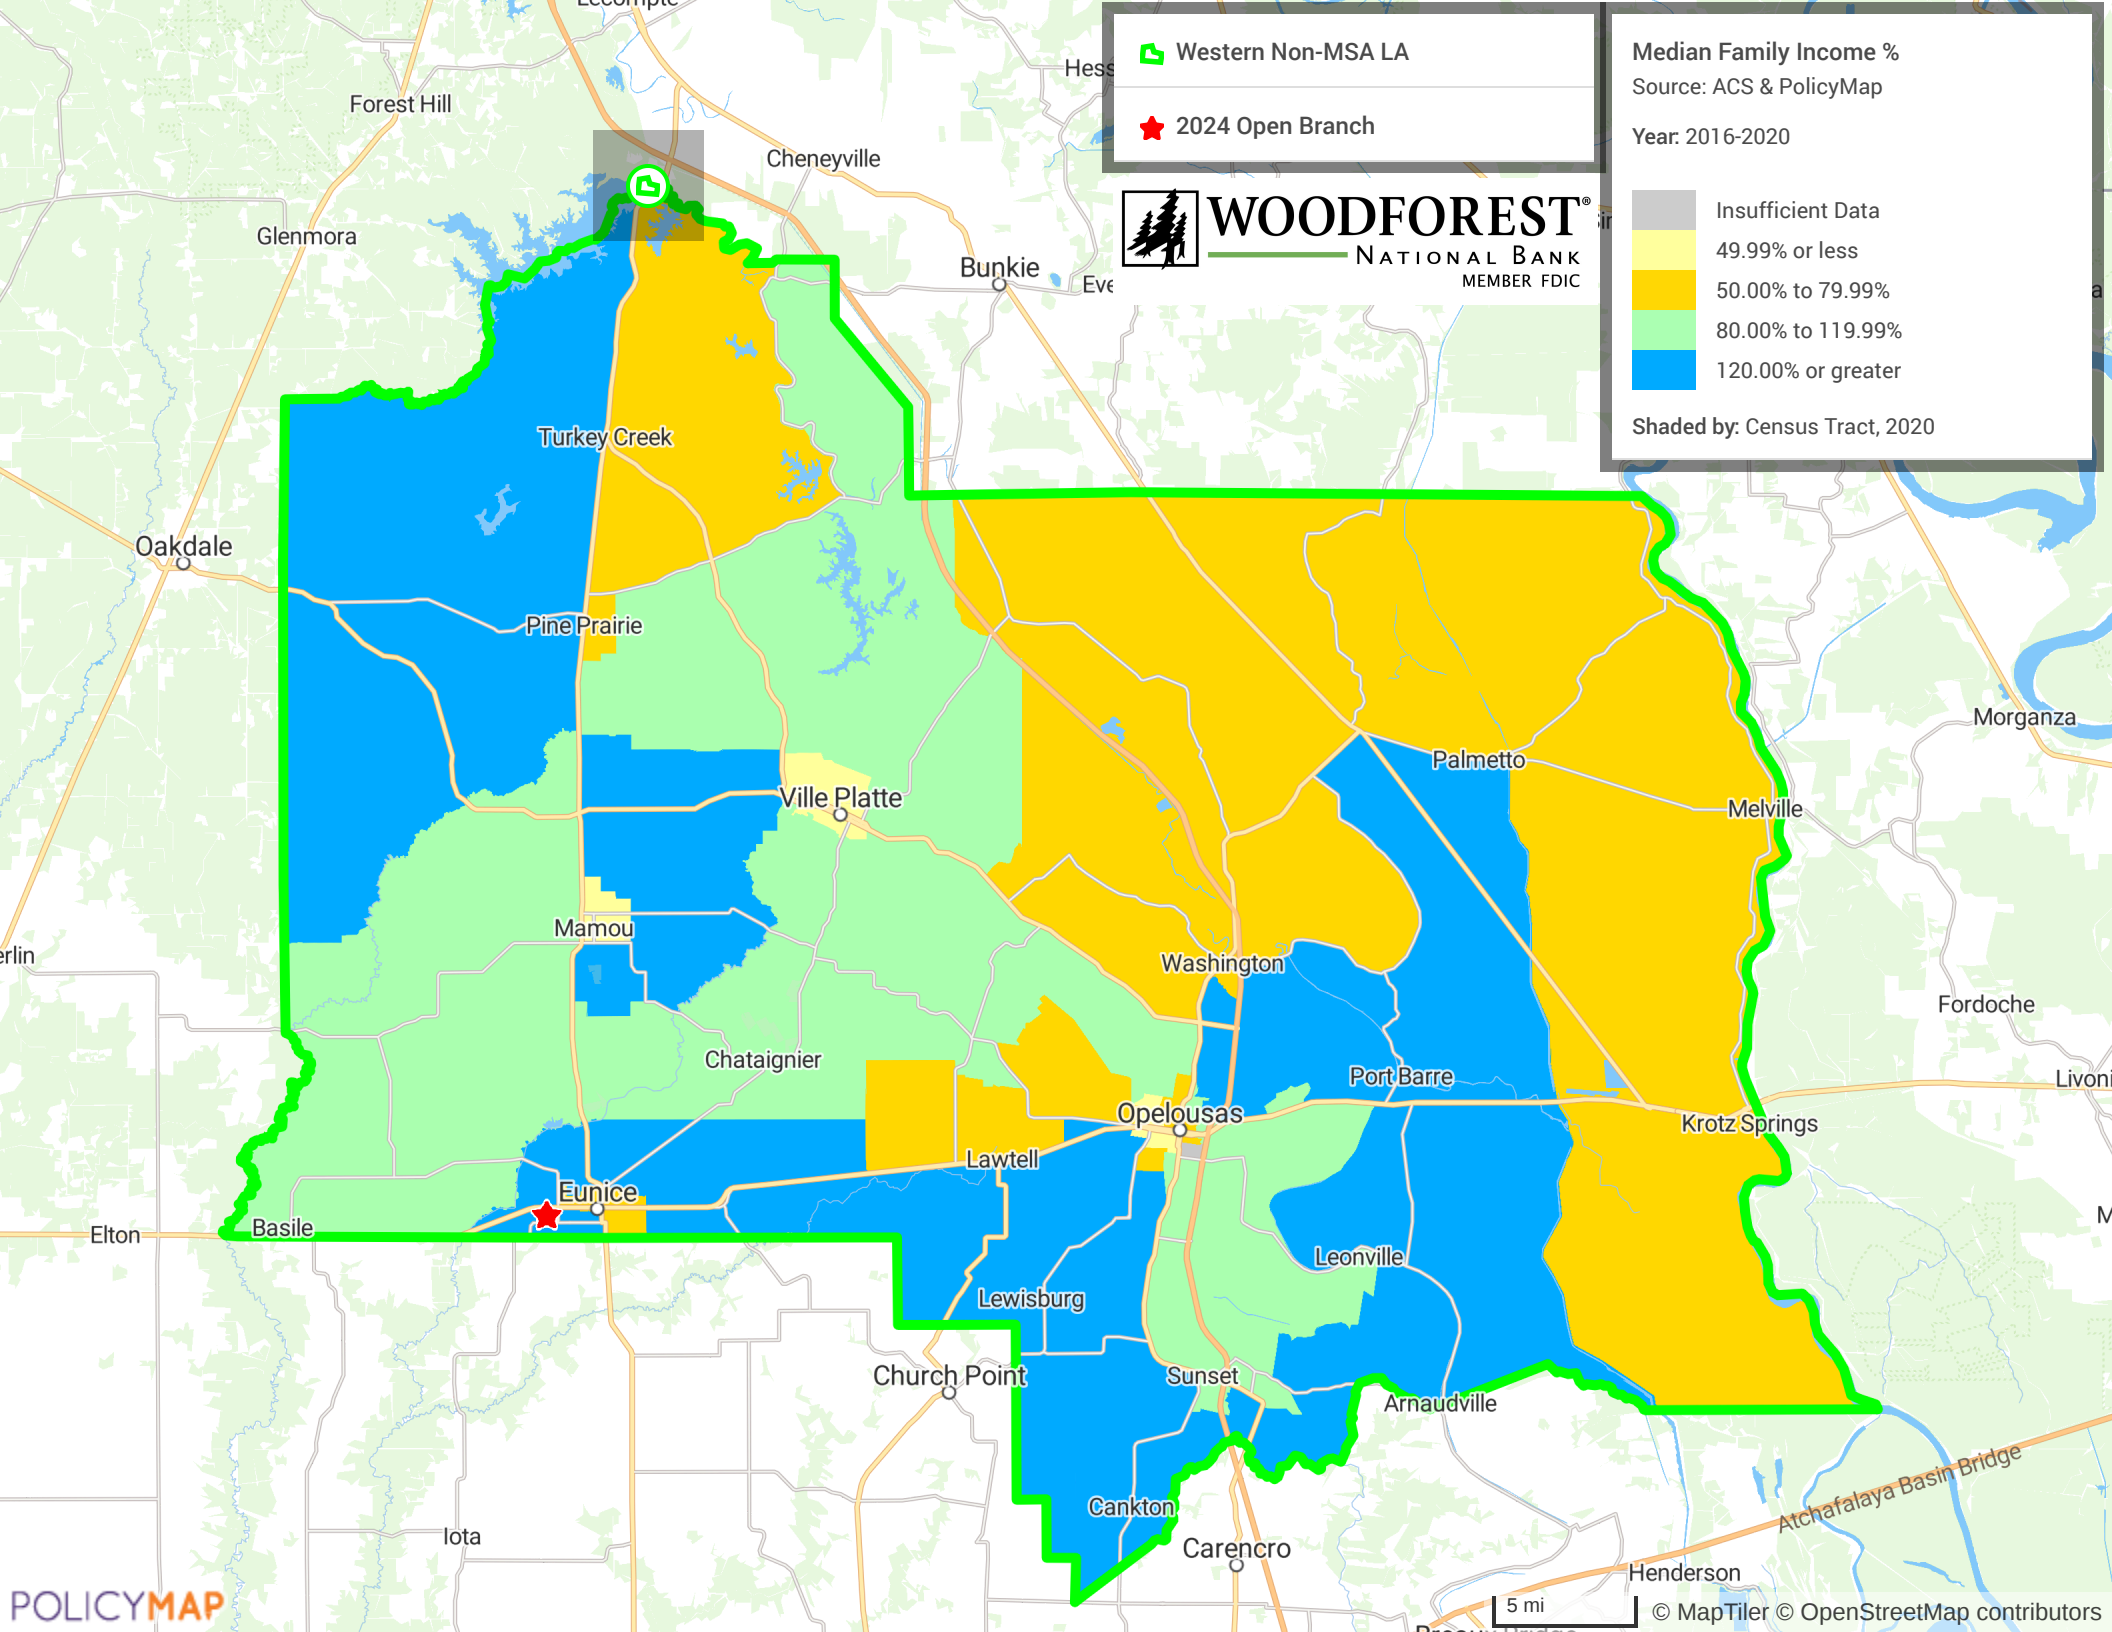 Lecompte
Forest Hill
Hess
Cheneyville
Glenmora
Bunkie
Eve
Western Non-MSA LA
2024 Open Branch
WOODFOREST®
NATIONAL BANK
MEMBER FDIC
Median Family Income %
Source: ACS & PolicyMap
Year: 2016-2020
Insufficient Data
49.99% or less
50.00% to 79.99%
80.00% to 119.99%
120.00% or greater
Shaded by: Census Tract, 2020
Turkey Creek
Oakdale
Pine Prairie
Morganza
Palmetto
Ville Platte
Melville
Mamou
erlin
Washington
Fordoche
Chataignier
Port Barre
Livoni
Opelousas
Krotz Springs
Lawtell
Eunice
Elton
Basile
M
Leonville
Lewisburg
Church Point
Sunset
Arnaudville
Cankton
Atchafalaya Basin Bridge
Iota
Carencro
Henderson
POLICYMAP
5 mi
© MapTiler © OpenStreetMap contributors